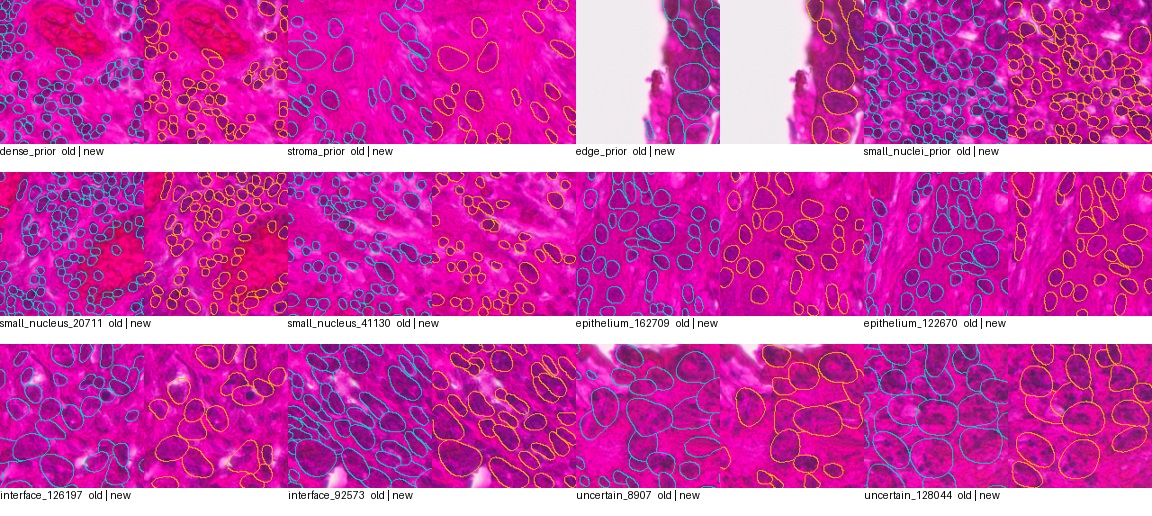 dense_prior old | new
stroma_prior old | new
edge_prior old | new
small_nuclei_prior old | new
small_nucleus_20711 old | new
small_nucleus_41130 old | new
epithelium_162709 old | new
epithelium_122670 old | new
interface_126197 old | new
interface_92573 old | new
uncertain_8907 old | new
uncertain_128044 old | new